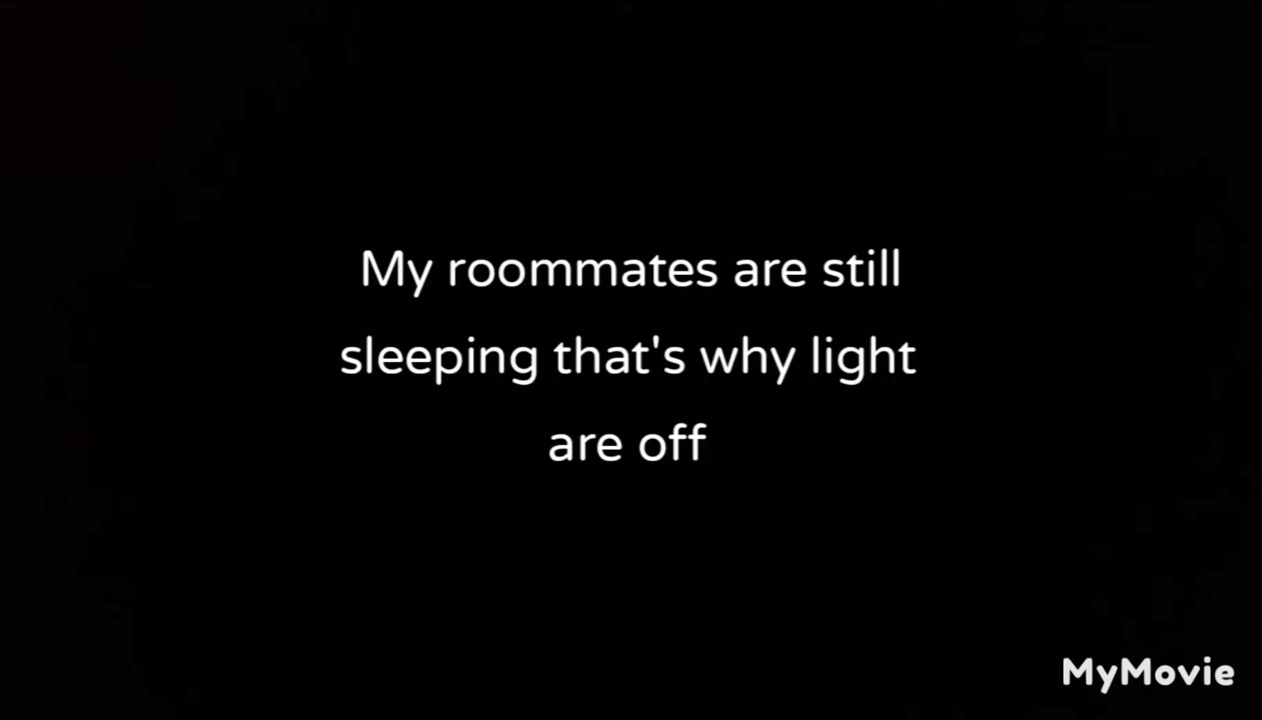 My roommates are still
sleeping that's why light
are off
MyMovie